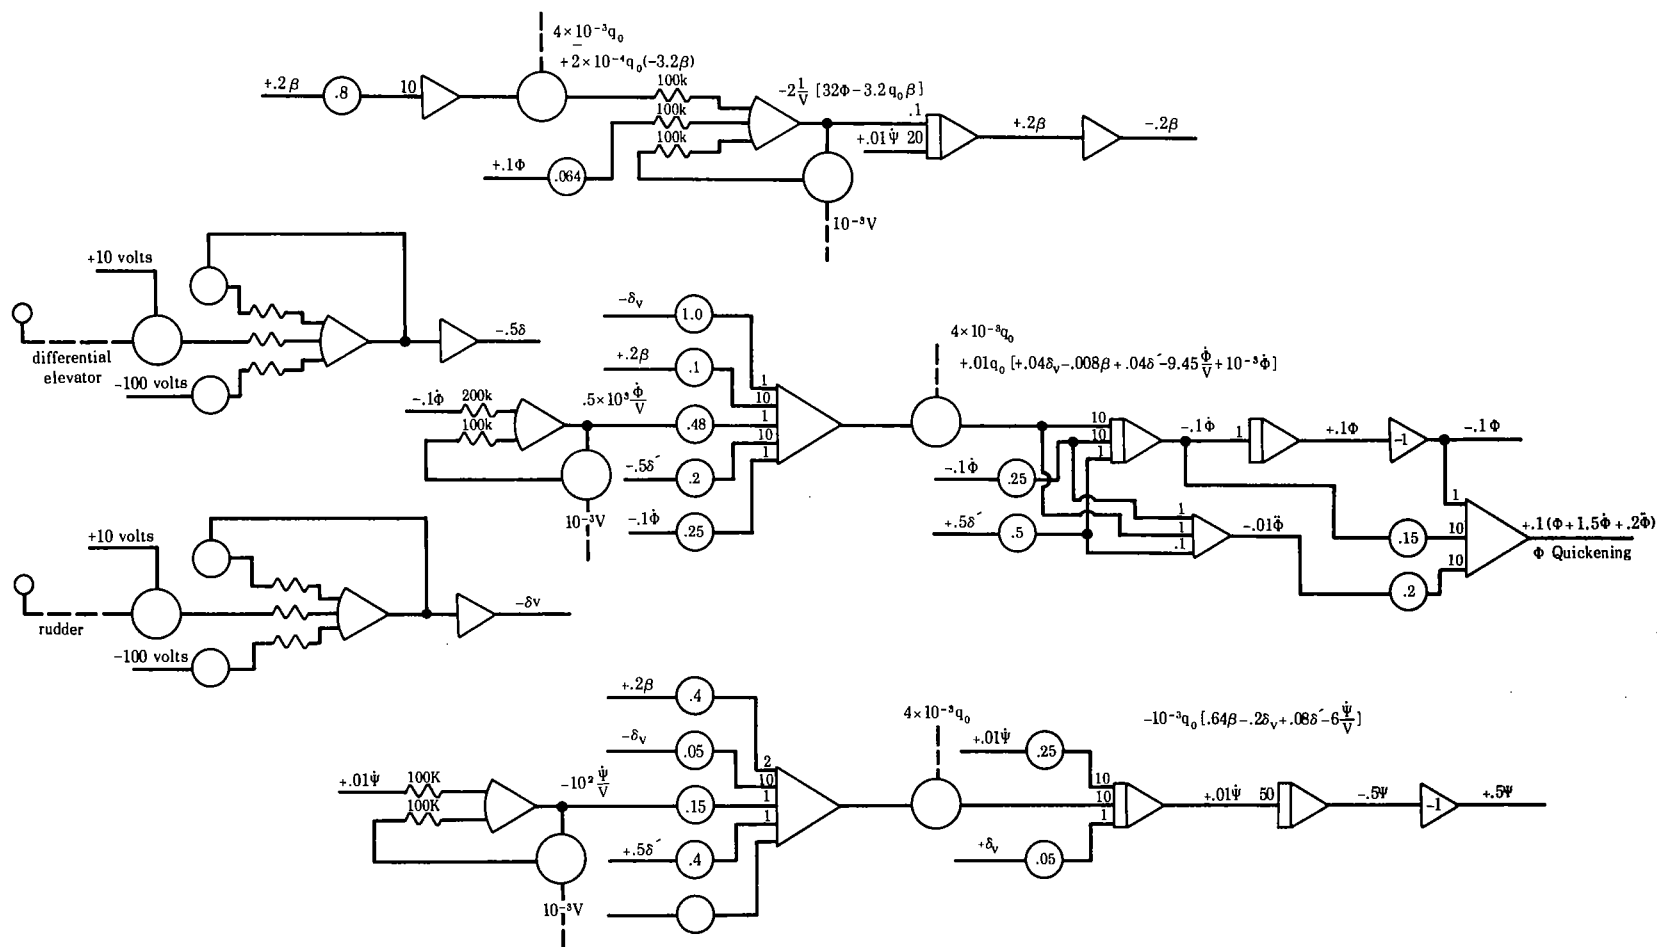 4×10⁻³q₀
+2×10⁻⁴q₀(−3.2β)
+.2β
.8
10
100k
100k
100k
−2 1/V [32Φ−3.2q₀β]
.1
+.01Ψ̇ 20
+.2β
−.2β
+.1Φ
.064
10⁻³V
+10 volts
differential
elevator
−100 volts
−.5δ
−δᵥ
1.0
1
+.2β
.1
10
−.1Φ̇
200k
100k
.5×10³ Φ̇/V
.48
1
−.5δ´
.2
10
−.1Φ̇
.25
1
10⁻³V
4×10⁻³q₀
+.01q₀ [+.04δᵥ−.008β+.04δ´−9.45 Φ̇/V+10⁻³Φ̇]
10
10
1
−.1Φ̇
.25
+.5δ´
.5
−.1Φ̇
1
+.1Φ
−1
−.1Φ
1
1
.1
−.01Φ̈
.15
.2
1
10
10
+.1(Φ+1.5Φ̇+.2Φ̈)
Φ Quickening
+10 volts
rudder
−100 volts
−δv
+.2β
.4
2
−δᵥ
.05
10
+.01Ψ̇
100K
100K
−10² Ψ̇/V
.15
1
+.5δ´
.4
1
10⁻³V
4×10⁻³q₀
−10⁻³q₀[.64β−.2δᵥ+.08δ´−6 Ψ̇/V]
+.01Ψ̇
.25
10
10
1
+δᵥ
.05
+.01Ψ̇ 50
−.5Ψ
−1
+.5Ψ